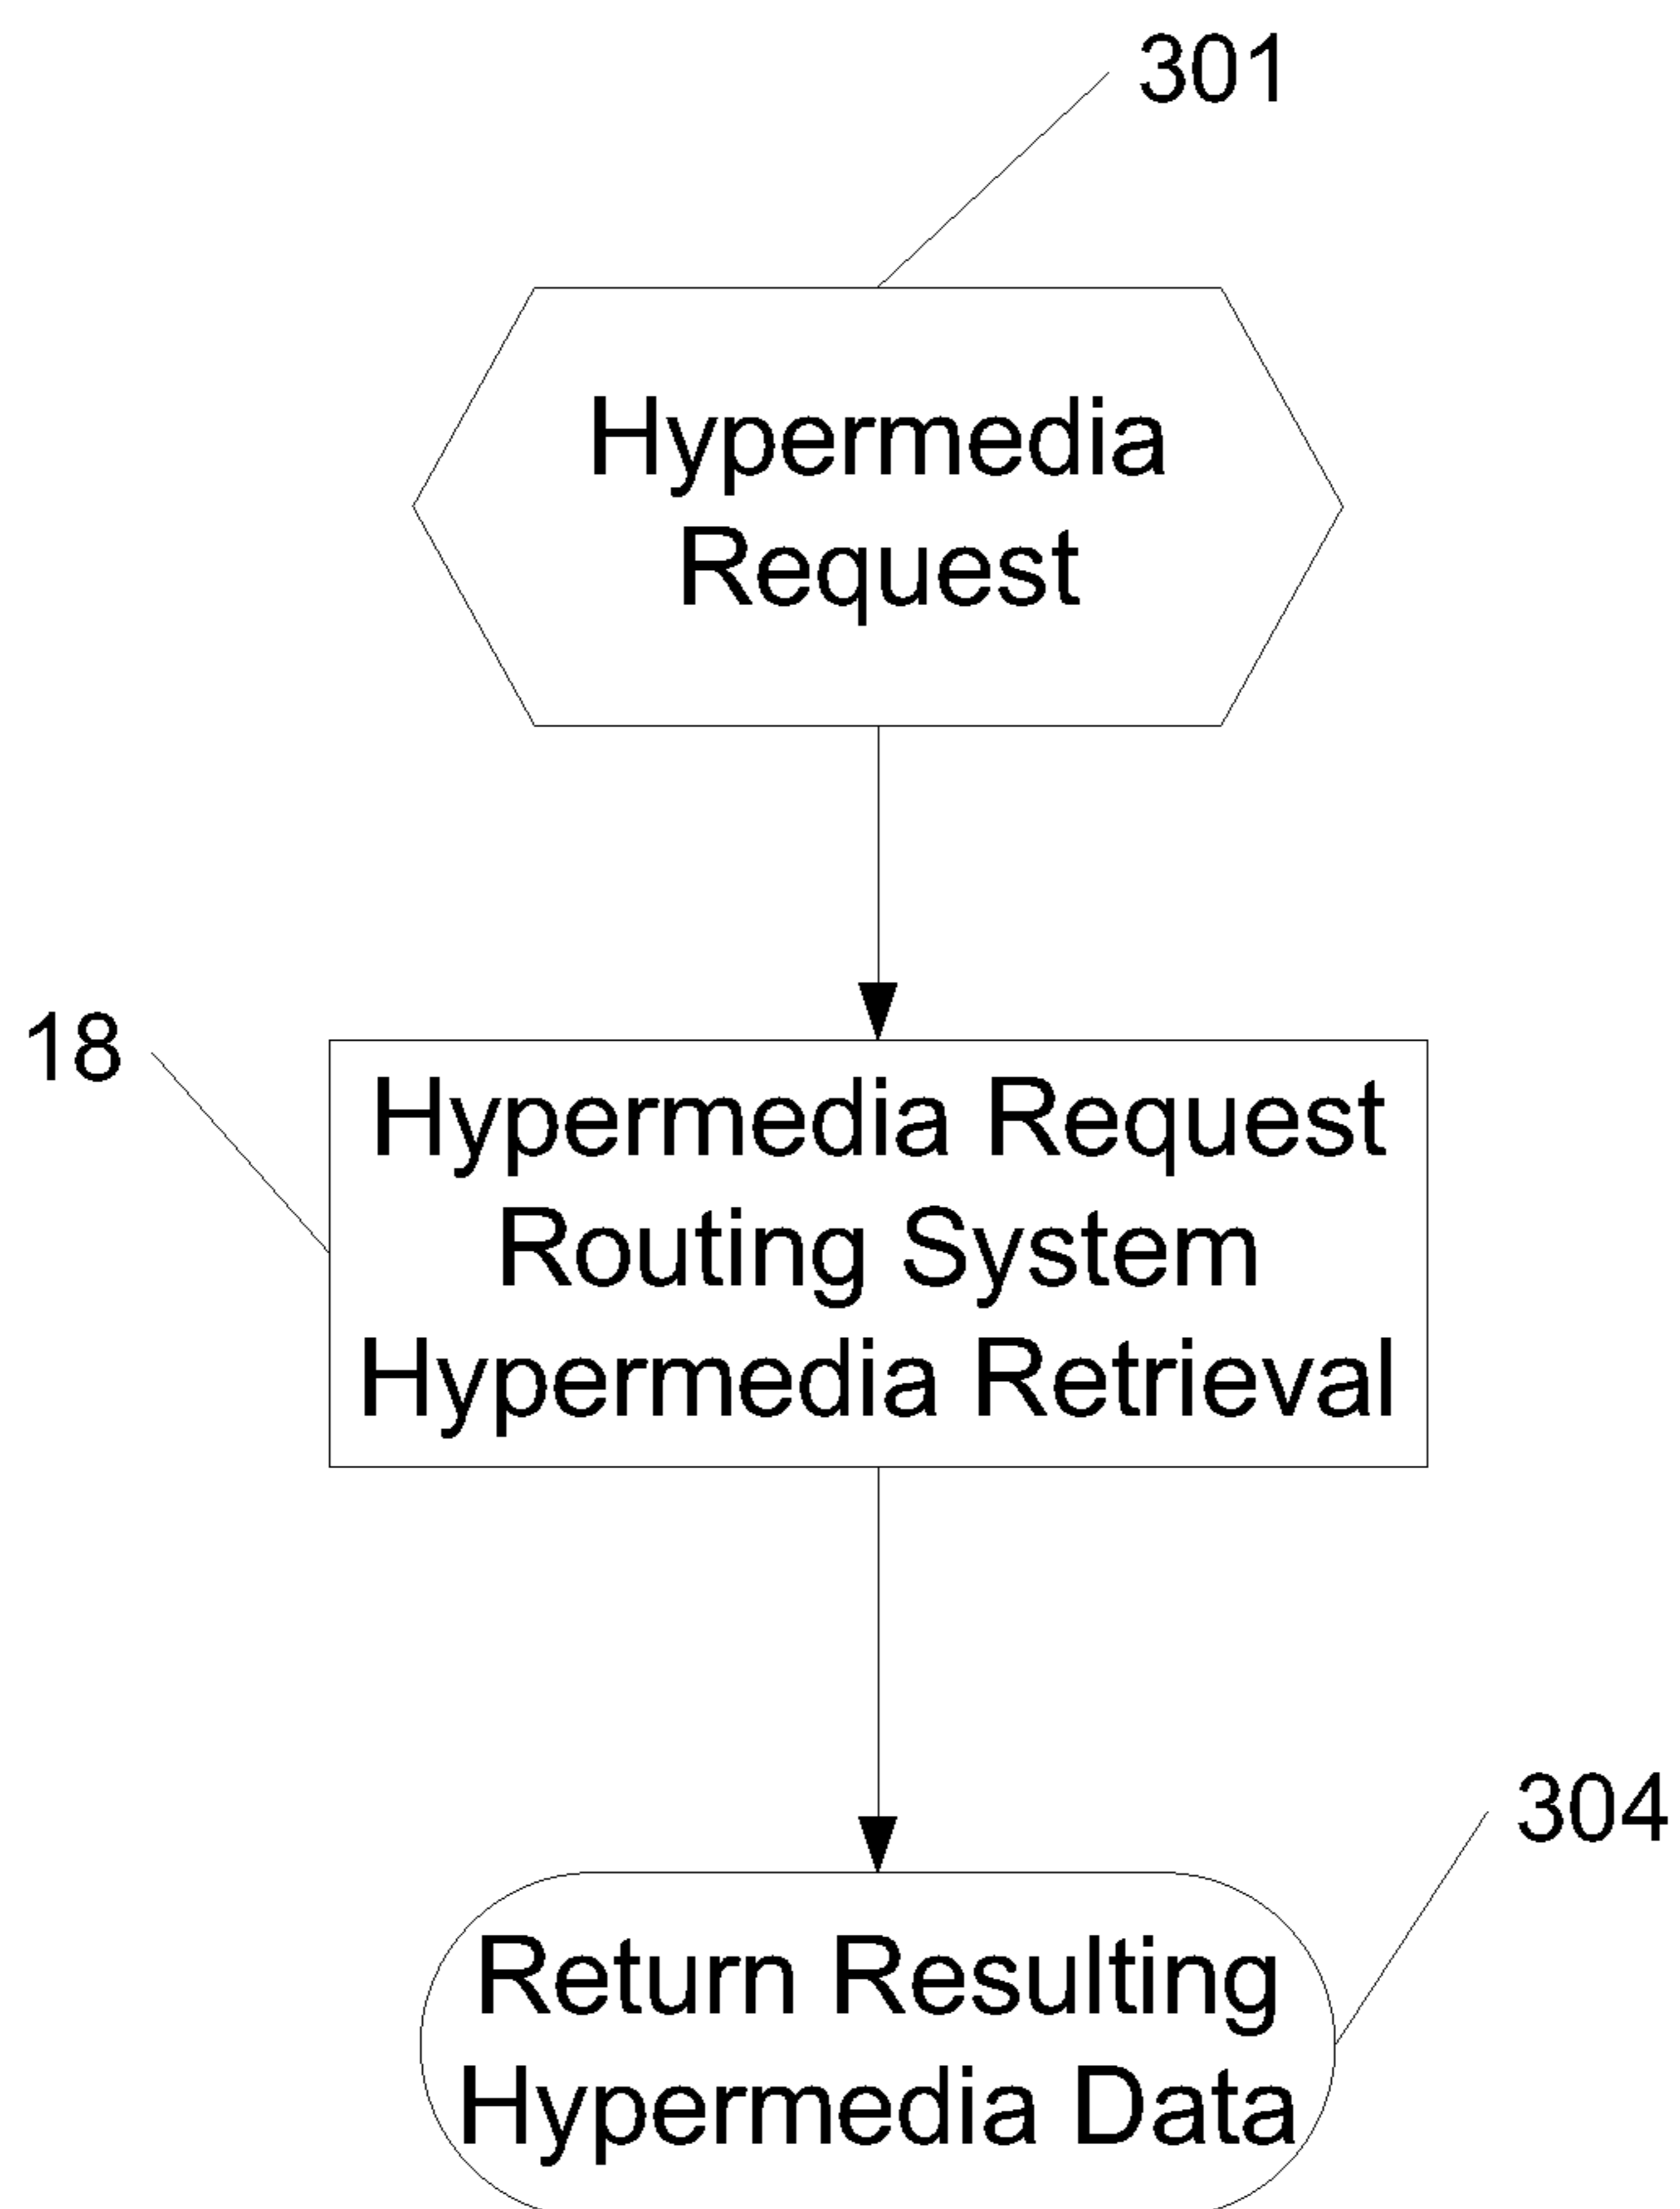 301
Hypermedia
Request
18
Hypermedia Request
Routing System
Hypermedia Retrieval
304
Return Resulting
Hypermedia Data